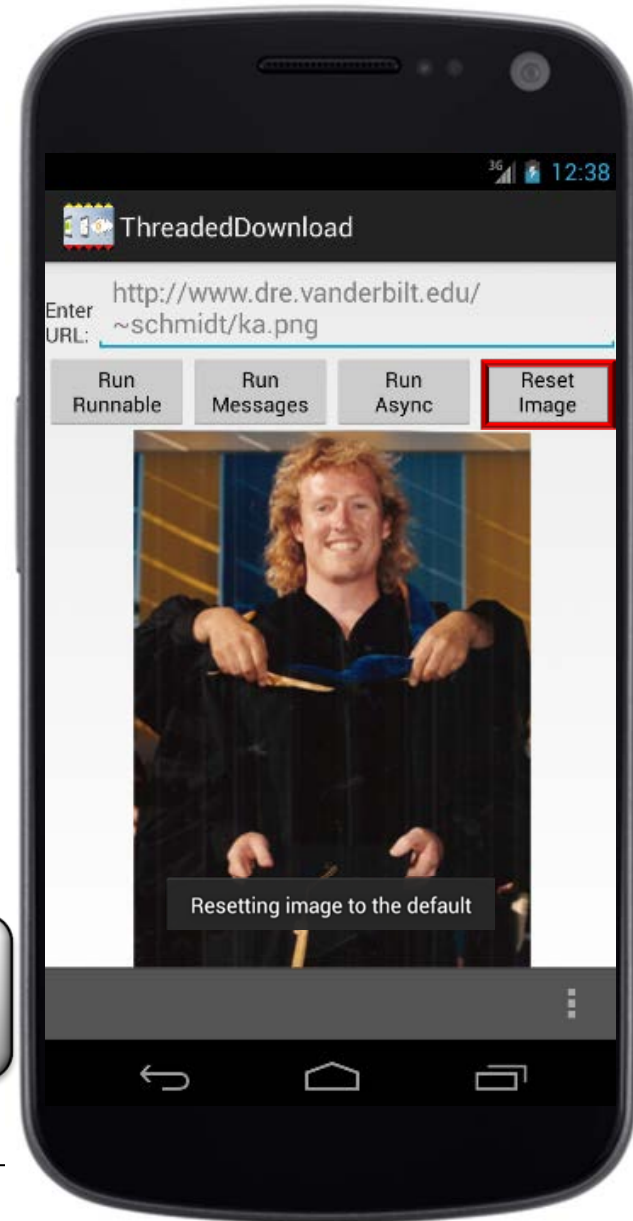 3G 12:38
ThreadedDownload
Enter
URL:
http://www.dre.vanderbilt.edu/
~schmidt/ka.png
Run
Runnable
Run
Messages
Run
Async
Reset
Image
Resetting image to the default